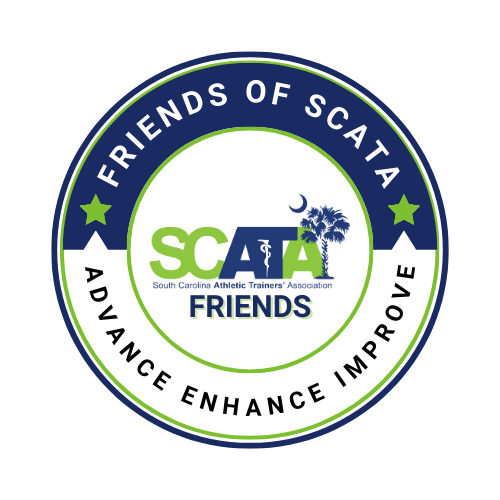 FRIENDS OF SCATA
SCATA
South Carolina Athletic Trainers' Association
FRIENDS
ADVANCE ENHANCE IMPROVE